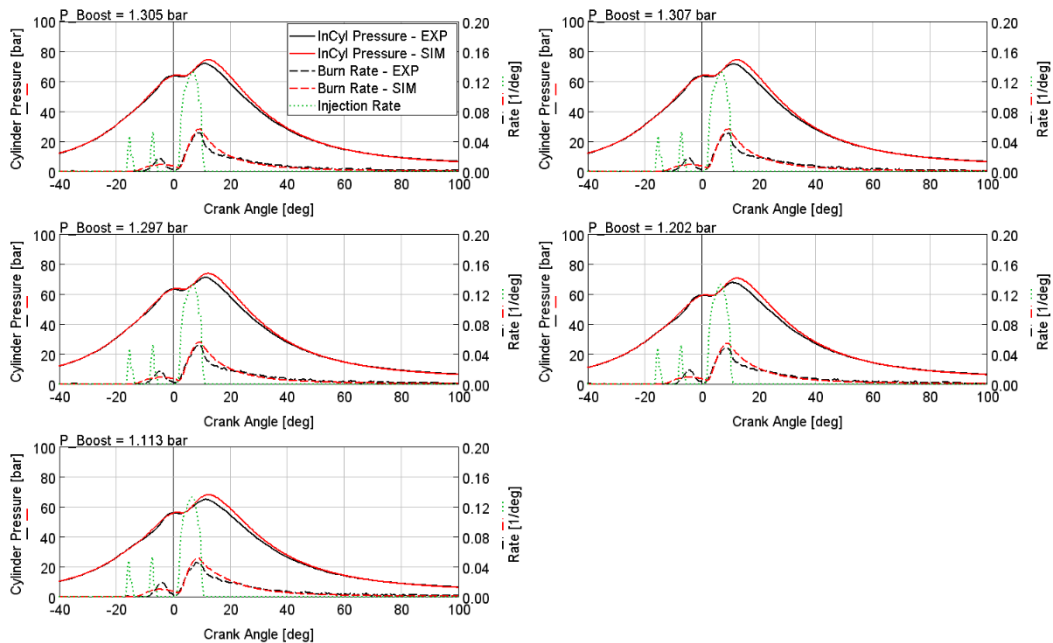 P_Boost = 1.305 bar
100
80
60
40
20
0
Cylinder Pressure [bar]
InCyl Pressure - EXP
InCyl Pressure - SIM
Burn Rate - EXP
Burn Rate - SIM
Injection Rate
0.20
0.16
0.12
0.08
0.04
0.00
Rate [1/deg]
-40 -20 0 20 40 60 80 100
Crank Angle [deg]
P_Boost = 1.307 bar
100
80
60
40
20
0
Cylinder Pressure [bar]
0.20
0.16
0.12
0.08
0.04
0.00
Rate [1/deg]
-40 -20 0 20 40 60 80 100
Crank Angle [deg]
P_Boost = 1.297 bar
100
80
60
40
20
0
Cylinder Pressure [bar]
0.20
0.16
0.12
0.08
0.04
0.00
Rate [1/deg]
-40 -20 0 20 40 60 80 100
Crank Angle [deg]
P_Boost = 1.202 bar
100
80
60
40
20
0
Cylinder Pressure [bar]
0.20
0.16
0.12
0.08
0.04
0.00
Rate [1/deg]
-40 -20 0 20 40 60 80 100
Crank Angle [deg]
P_Boost = 1.113 bar
100
80
60
40
20
0
Cylinder Pressure [bar]
0.20
0.16
0.12
0.08
0.04
0.00
Rate [1/deg]
-40 -20 0 20 40 60 80 100
Crank Angle [deg]